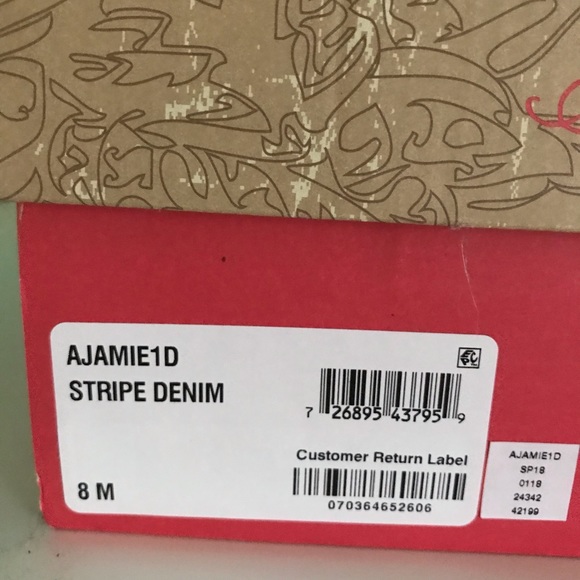 AJAMIE1D
STRIPE DENIM
7 26895 43795 9
Customer Return Label
070364652606
8 M
AJAMIE1D
SP18
0118
24342
42199